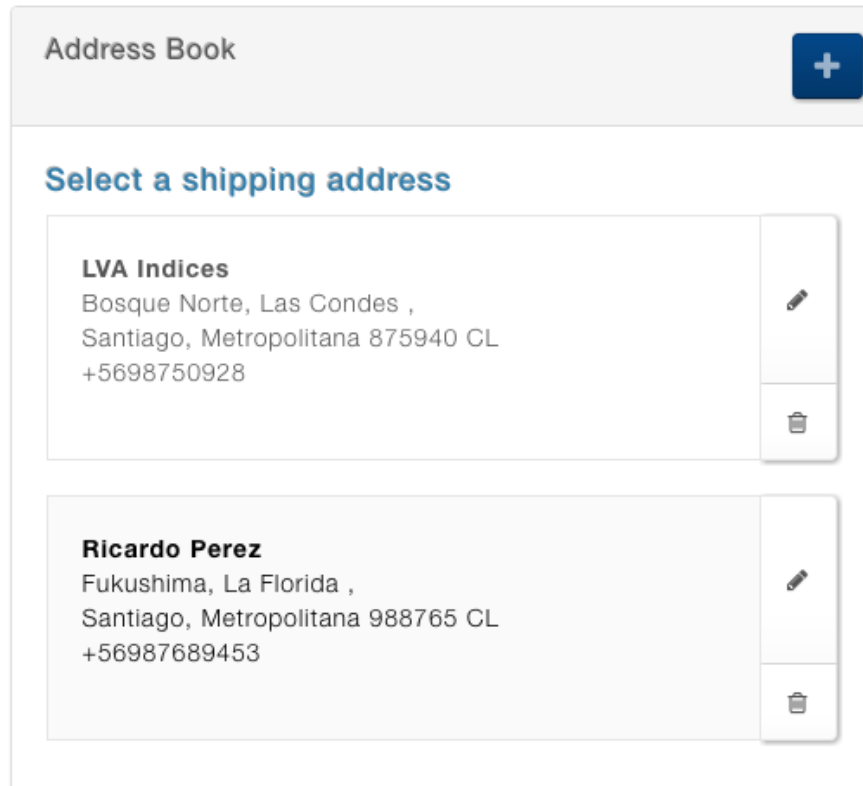 Address Book
Select a shipping address
LVA Indices
Bosque Norte, Las Condes ,
Santiago, Metropolitana 875940 CL
+5698750928
Ricardo Perez
Fukushima, La Florida ,
Santiago, Metropolitana 988765 CL
+56987689453